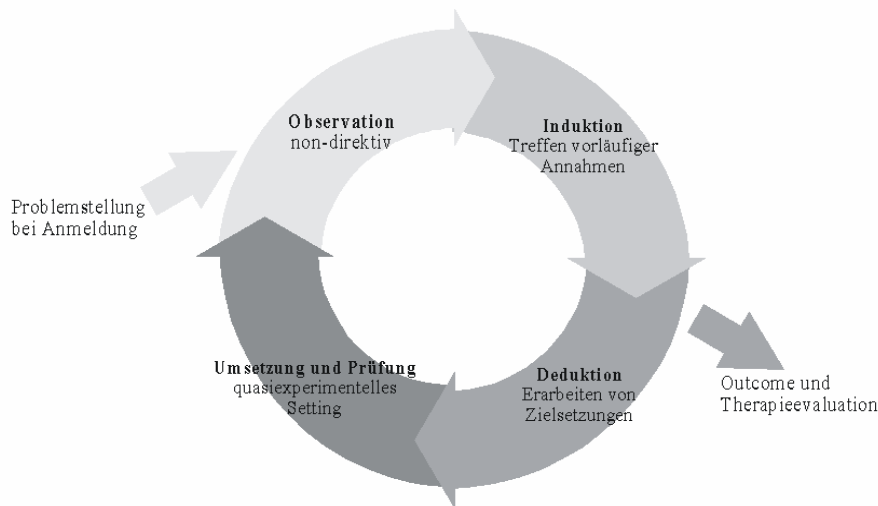 Observation
non-direktiv
Induktion
Treffen vorläufiger
Annahmen
Problemstellung
bei Anmeldung
Umsetzung und Prüfung
quasiexperimentelles
Setting
Deduktion
Erarbeiten von
Zielsetzungen
Outcome und
Therapieevaluation